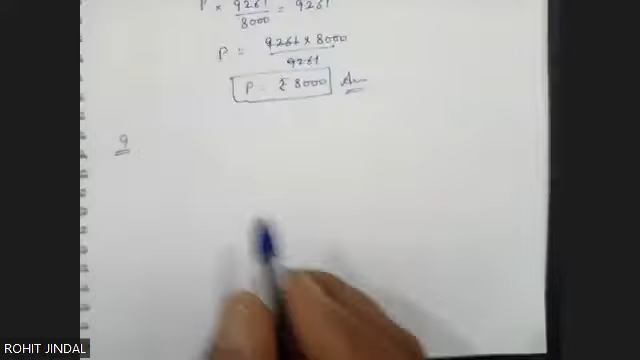 P × 9261/8000 = 9261
P = 9261 × 8000/9261
P = ₹ 8000 Ans
9.
ROHIT JINDAL